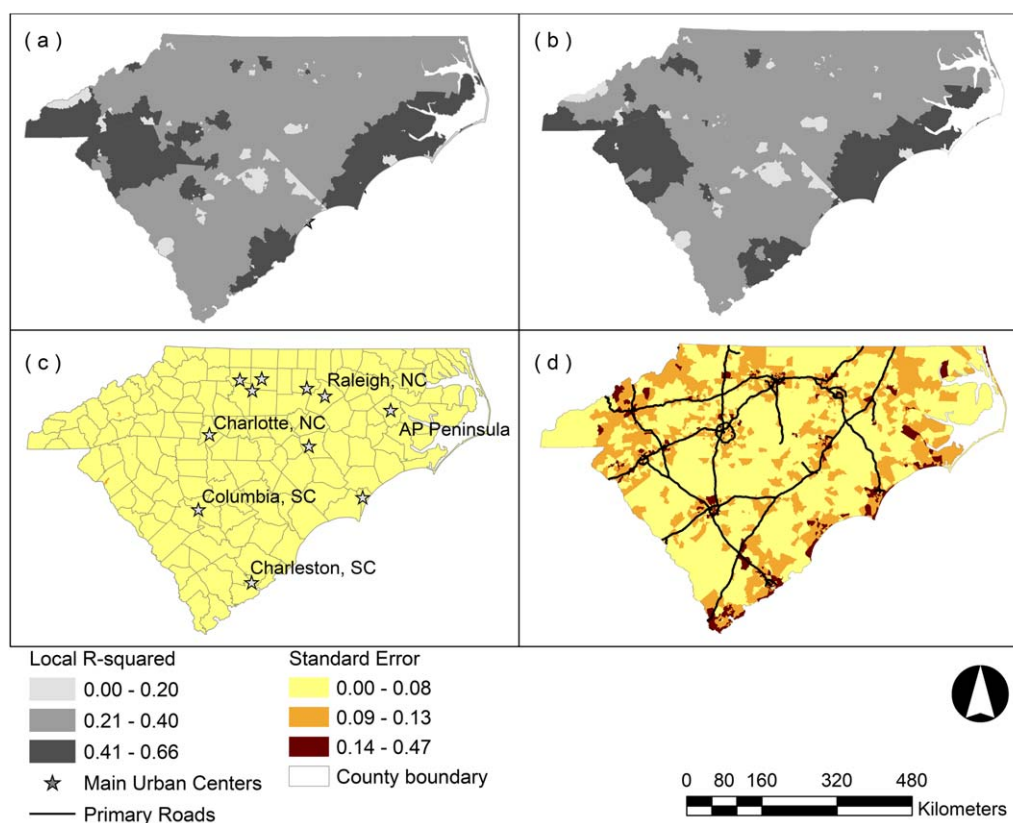 ( a )
( b )
( c )
Raleigh, NC
Charlotte, NC
AP Peninsula
Columbia, SC
Charleston, SC
( d )
Local R-squared
0.00 - 0.20
0.21 - 0.40
0.41 - 0.66
Main Urban Centers
Primary Roads
Standard Error
0.00 - 0.08
0.09 - 0.13
0.14 - 0.47
County boundary
0 80 160 320 480
Kilometers